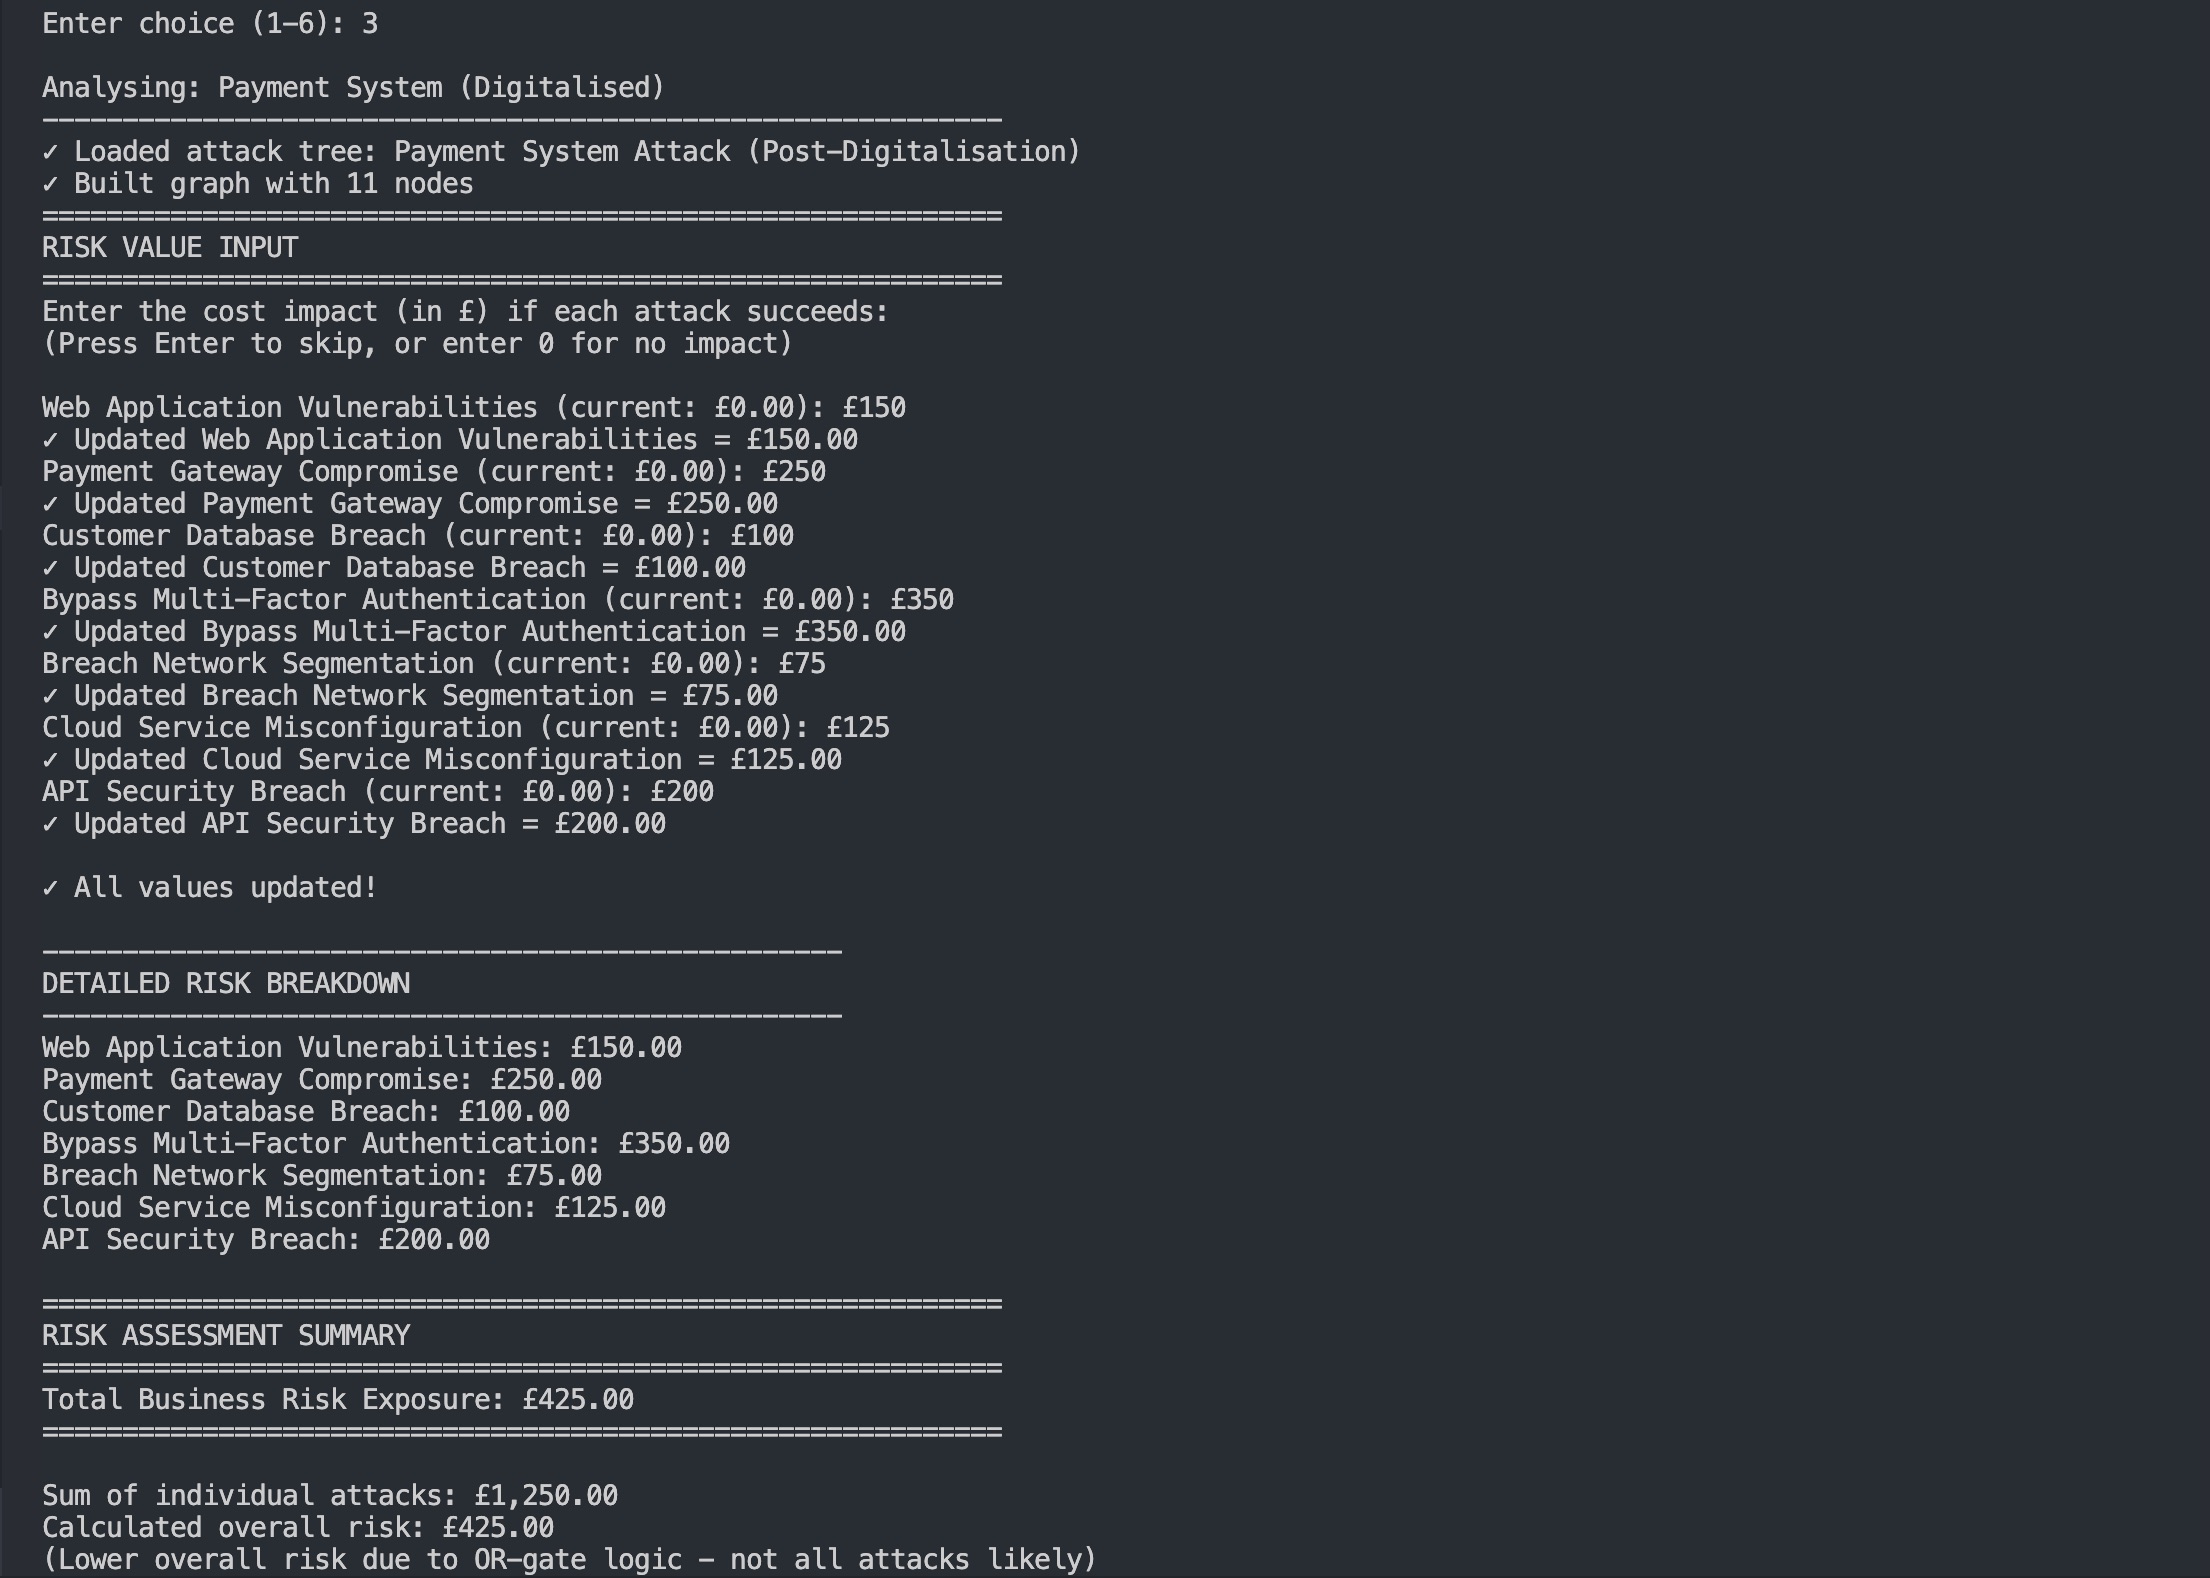 Enter choice (1-6): 3
Analysing: Payment System (Digitalised)
------------------------------------------------------------
✓ Loaded attack tree: Payment System Attack (Post-Digitalisation)
✓ Built graph with 11 nodes
============================================================
RISK VALUE INPUT
============================================================
Enter the cost impact (in £) if each attack succeeds:
(Press Enter to skip, or enter 0 for no impact)
Web Application Vulnerabilities (current: £0.00): £150
✓ Updated Web Application Vulnerabilities = £150.00
Payment Gateway Compromise (current: £0.00): £250
✓ Updated Payment Gateway Compromise = £250.00
Customer Database Breach (current: £0.00): £100
✓ Updated Customer Database Breach = £100.00
Bypass Multi-Factor Authentication (current: £0.00): £350
✓ Updated Bypass Multi-Factor Authentication = £350.00
Breach Network Segmentation (current: £0.00): £75
✓ Updated Breach Network Segmentation = £75.00
Cloud Service Misconfiguration (current: £0.00): £125
✓ Updated Cloud Service Misconfiguration = £125.00
API Security Breach (current: £0.00): £200
✓ Updated API Security Breach = £200.00
✓ All values updated!
--------------------------------------------------
DETAILED RISK BREAKDOWN
--------------------------------------------------
Web Application Vulnerabilities: £150.00
Payment Gateway Compromise: £250.00
Customer Database Breach: £100.00
Bypass Multi-Factor Authentication: £350.00
Breach Network Segmentation: £75.00
Cloud Service Misconfiguration: £125.00
API Security Breach: £200.00
============================================================
RISK ASSESSMENT SUMMARY
============================================================
Total Business Risk Exposure: £425.00
============================================================
Sum of individual attacks: £1,250.00
Calculated overall risk: £425.00
(Lower overall risk due to OR-gate logic - not all attacks likely)